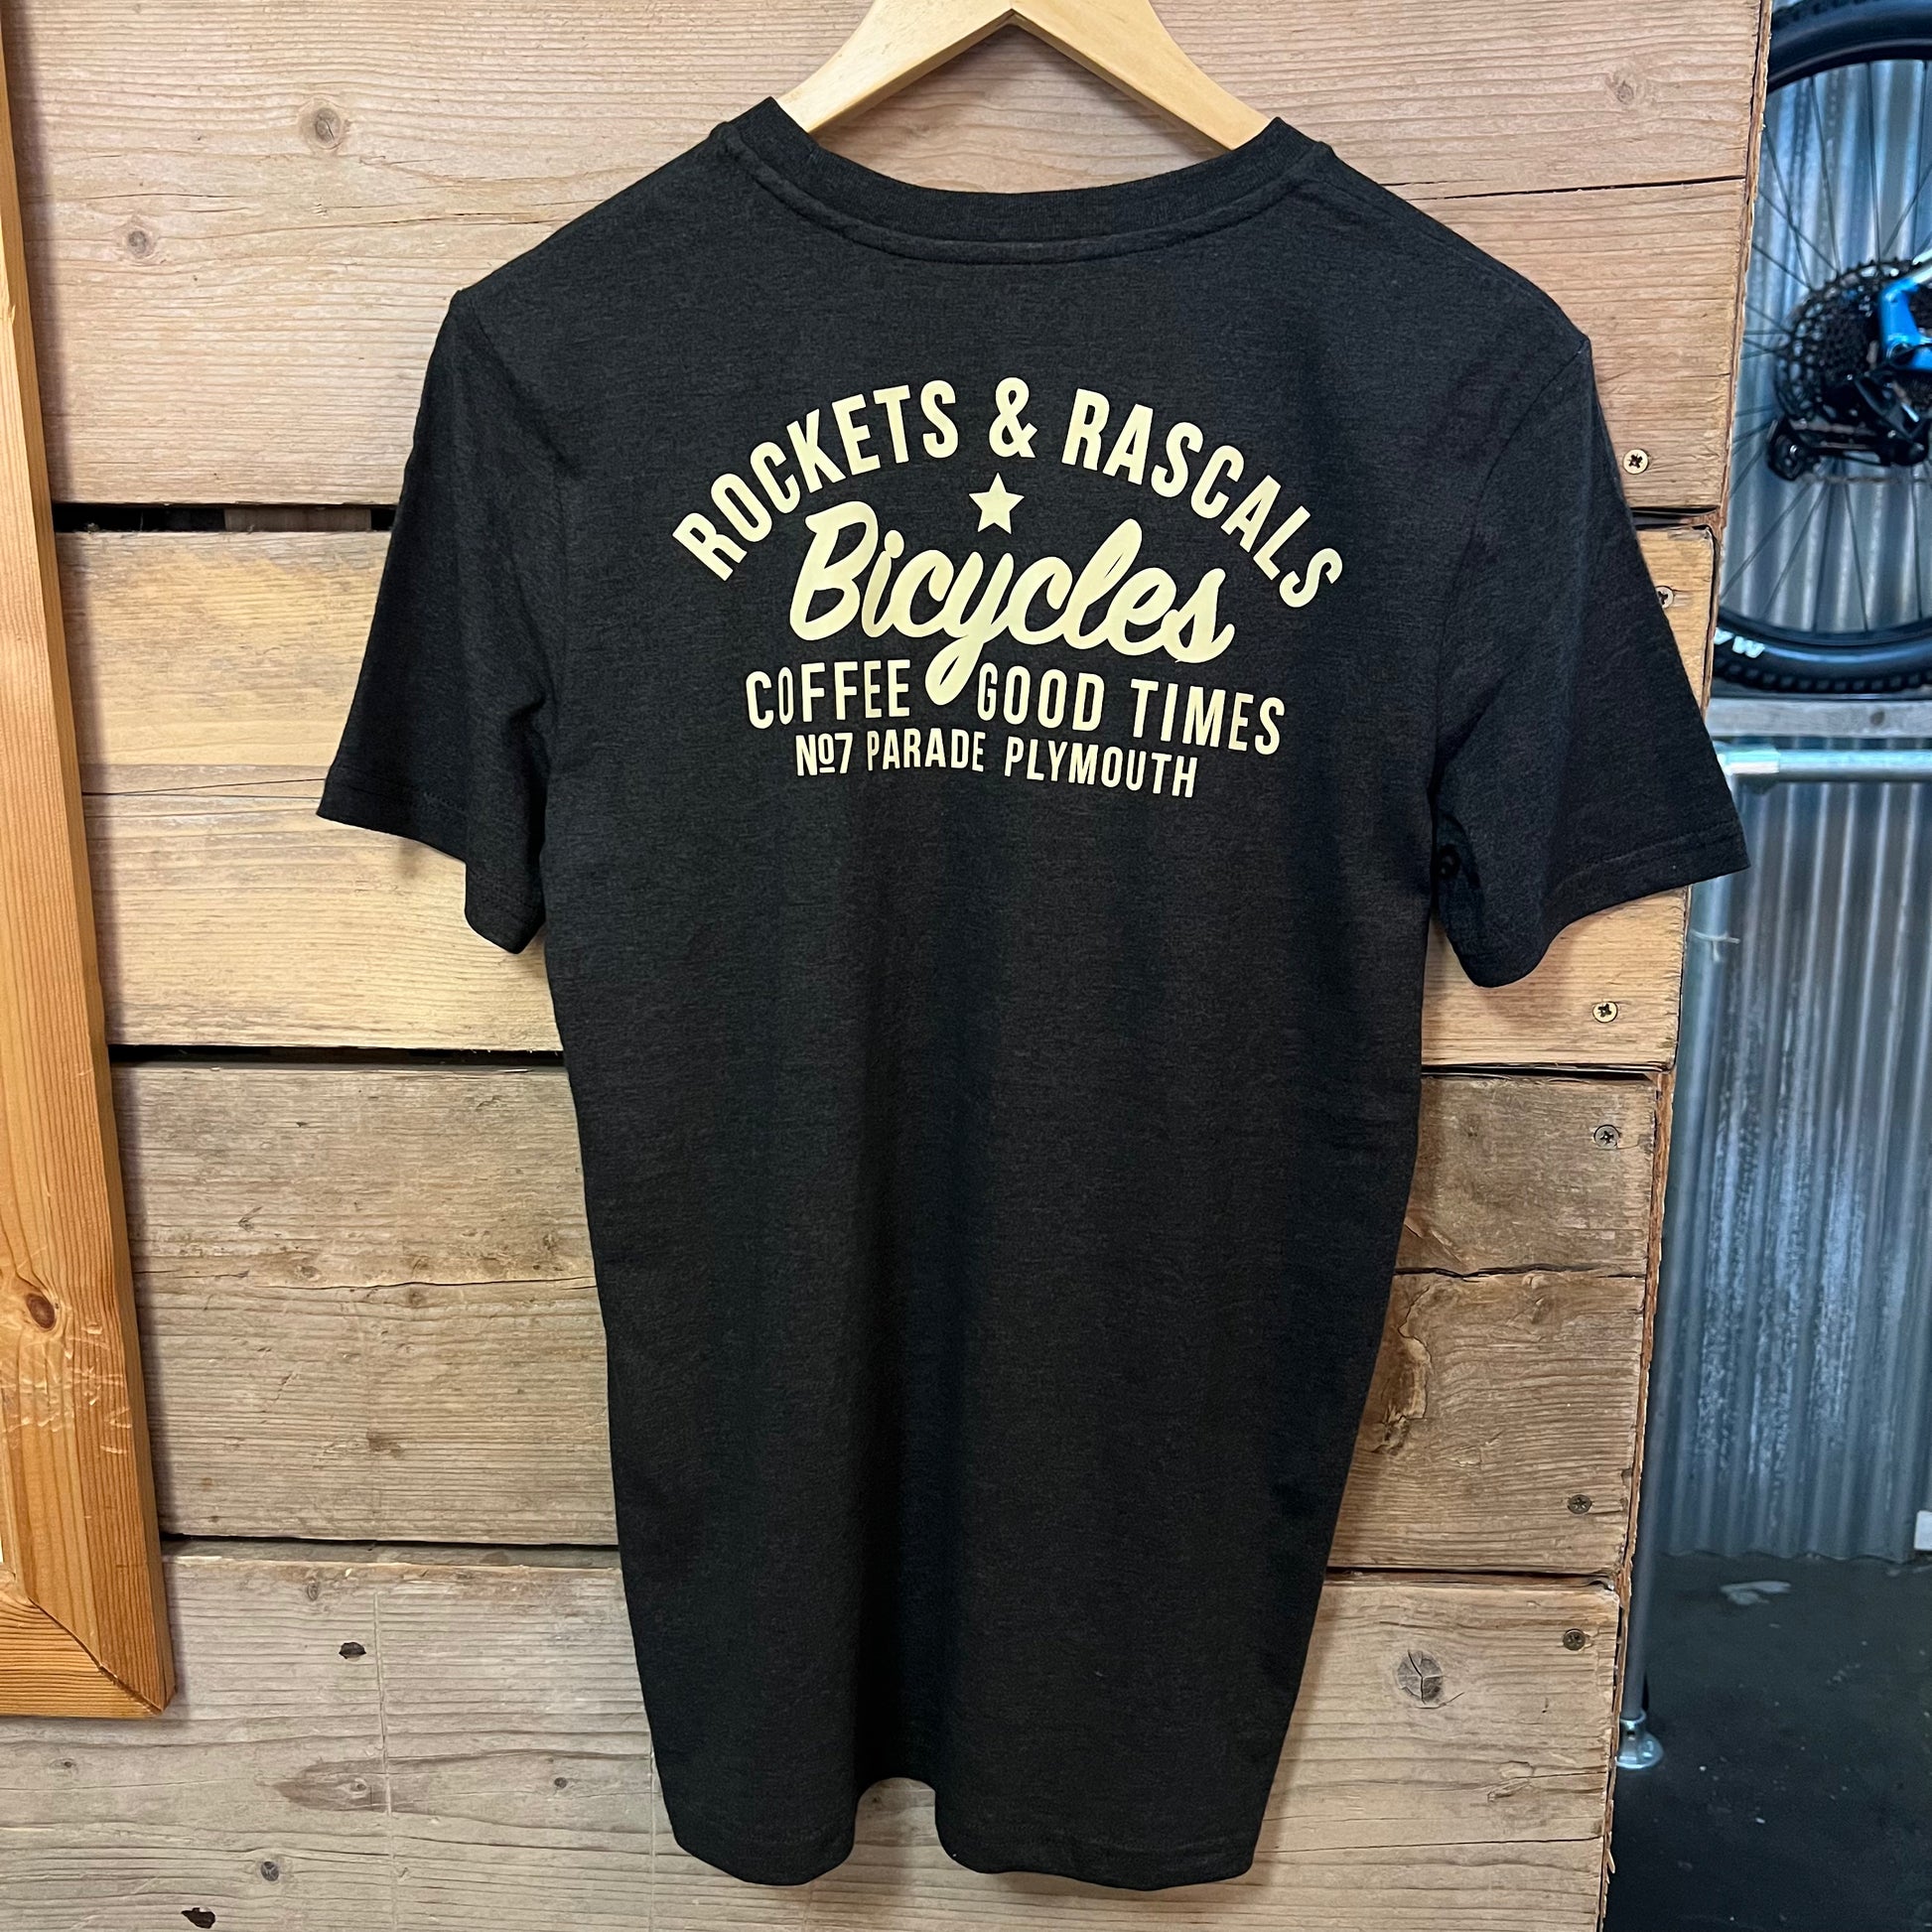 ROCKETS & RASCALS
Bicycles
COFFEE GOOD TIMES
Nº7 PARADE PLYMOUTH